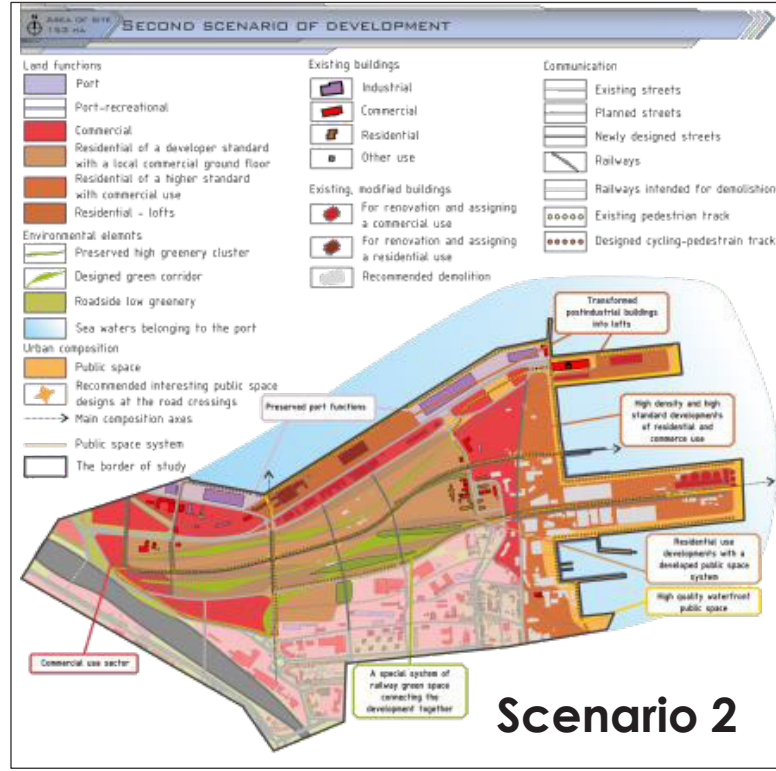 AREA OF SITE
153 HA
SECOND SCENARIO OF DEVELOPMENT
Land functions
Port
Port-recreational
Commercial
Residential of a developer standard
with a local commercial ground floor
Residential of a higher standard
with commercial use
Residential - lofts
Environmental elemnts
Preserved high greenery cluster
Designed green corridor
Roadside low greenery
Sea waters belonging to the port
Urban composition
Public space
Recommended interesting public space
designs at the road crossings
Main composition axes
Public space system
The border of study
Existing buildings
Industrial
Commercial
Residential
Other use
Existing, modified buildings
For renovation and assigning
a commercial use
For renovation and assigning
a residential use
Recommended demolition
Communication
Existing streets
Planned streets
Newly designed streets
Railways
Railways intended for demolishion
Existing pedestrian track
Designed cycling-pedestrain track
Transformed
postindustrial buildings
into lofts
Preserved port functions
High density and high
standard developments
of residential and
commerce use
Residential use
developments with a
developed public space
system
High quality waterfront
public space
Commercial use sector
A special system of
railway green space
connecting the
development together
Scenario 2